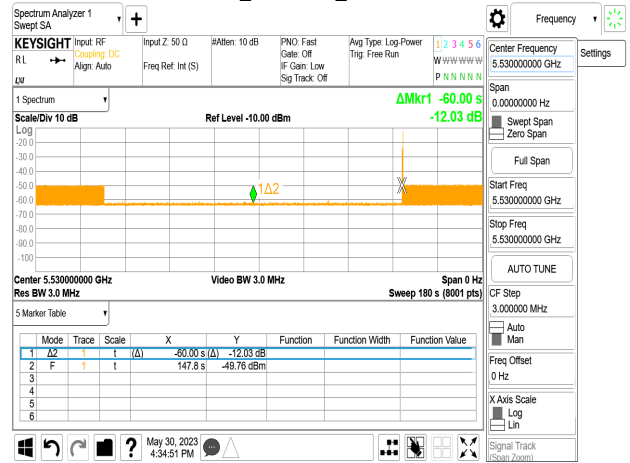 Spectrum Analyzer 1
Swept SA
Frequency
KEYSIGHT Input: RF Input Z: 50 Ω #Atten: 10 dB PNO: Fast Avg Type: Log-Power 1 2 3 4 5 6
RL Coupling: DC Gate: Off Trig: Free Run
Align: Auto Freq Ref: Int (S) IF Gain: Low W W W W W W
LXI Sig Track: Off P N N N N N
Center Frequency
5.530000000 GHz
Settings
Span
0.00000000 Hz
Swept Span
Zero Span
Full Span
Start Freq
5.530000000 GHz
Stop Freq
5.530000000 GHz
AUTO TUNE
CF Step
3.000000 MHz
Auto
Man
Freq Offset
0 Hz
X Axis Scale
Log
Lin
Signal Track
(Span Zoom)
1 Spectrum
ΔMkr1 -60.00 s
Scale/Div 10 dB Ref Level -10.00 dBm -12.03 dB
Log
-20.0
-30.0
-40.0
-50.0
-60.0
-70.0
-80.0
-90.0
-100
1Δ2
X
Center 5.530000000 GHz Video BW 3.0 MHz Span 0 Hz
Res BW 3.0 MHz Sweep 180 s (8001 pts)
5 Marker Table
Mode Trace Scale X Y Function Function Width Function Value
1 Δ2 1 t (Δ) -60.00 s (Δ) -12.03 dB
2 F 1 t 147.8 s -49.76 dBm
3
4
5
6
? May 30, 2023
4:34:51 PM